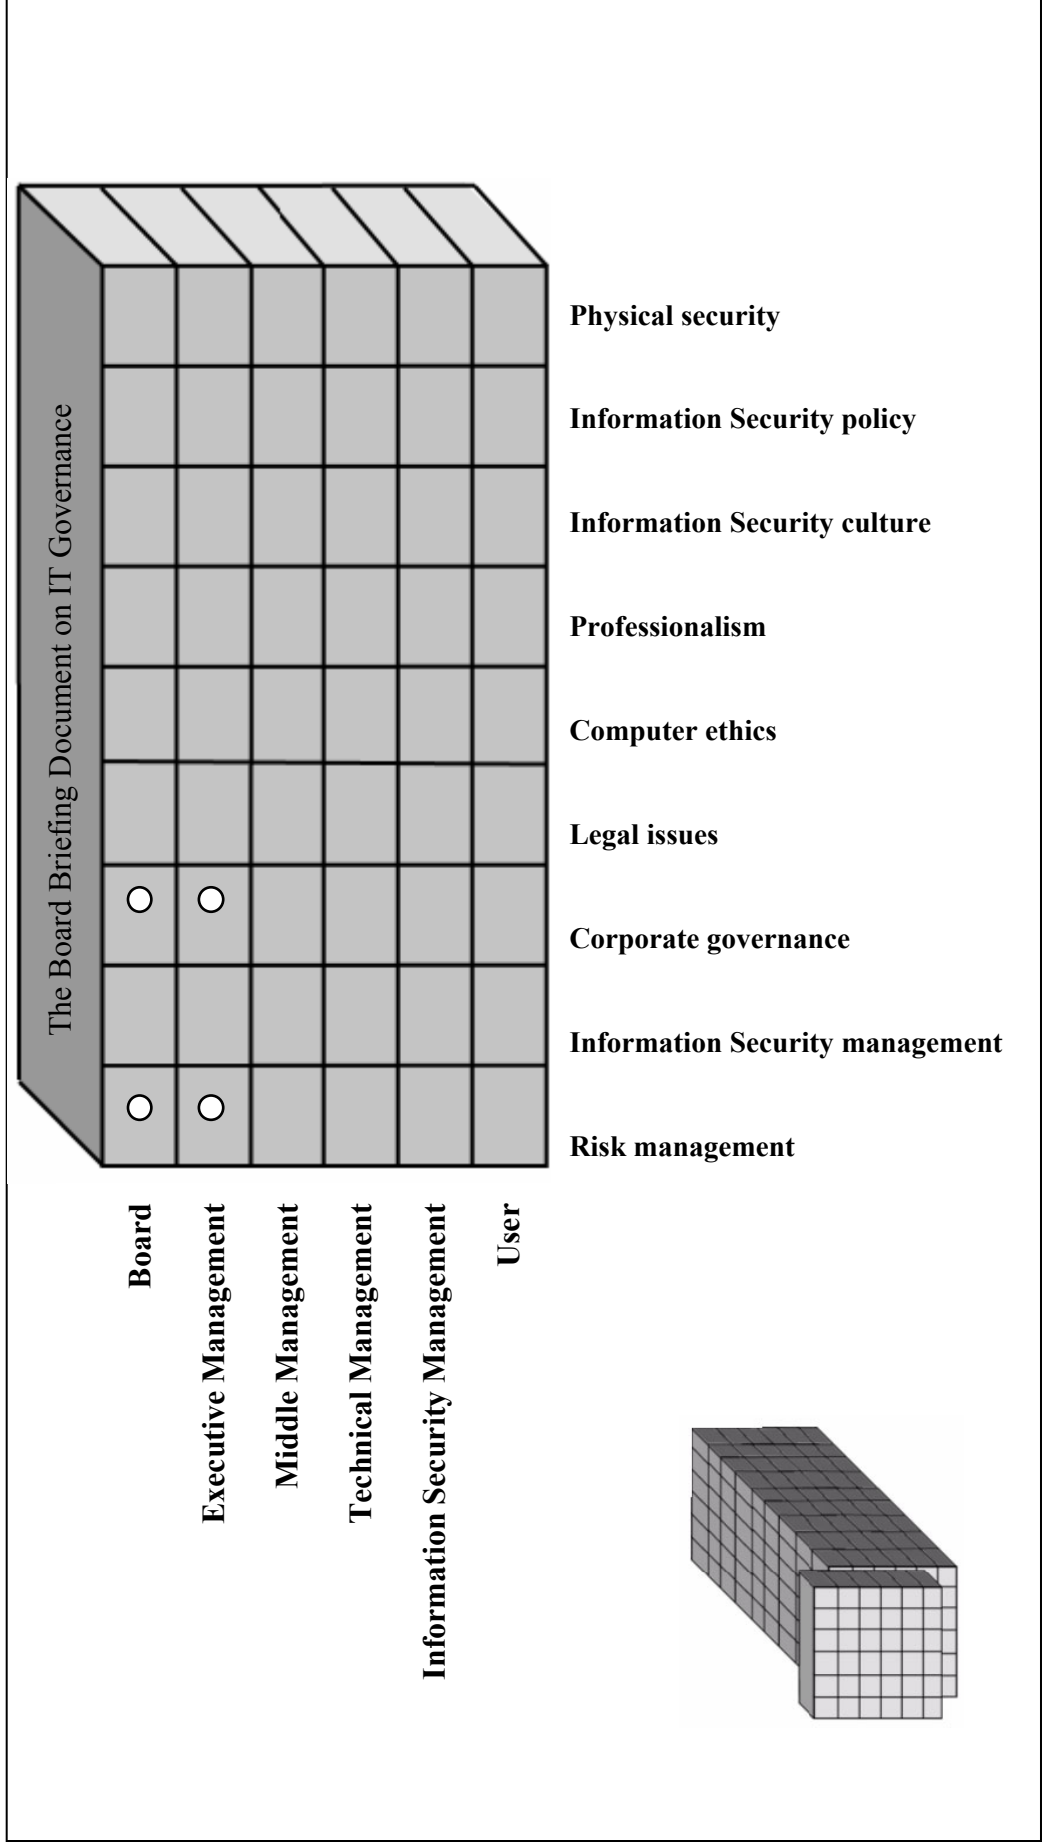 The Board Briefing Document on IT Governance
Physical security
Information Security policy
Information Security culture
Professionalism
Computer ethics
Legal issues
Corporate governance
Information Security management
Risk management
Board
Executive Management
Middle Management
Technical Management
Information Security Management
User